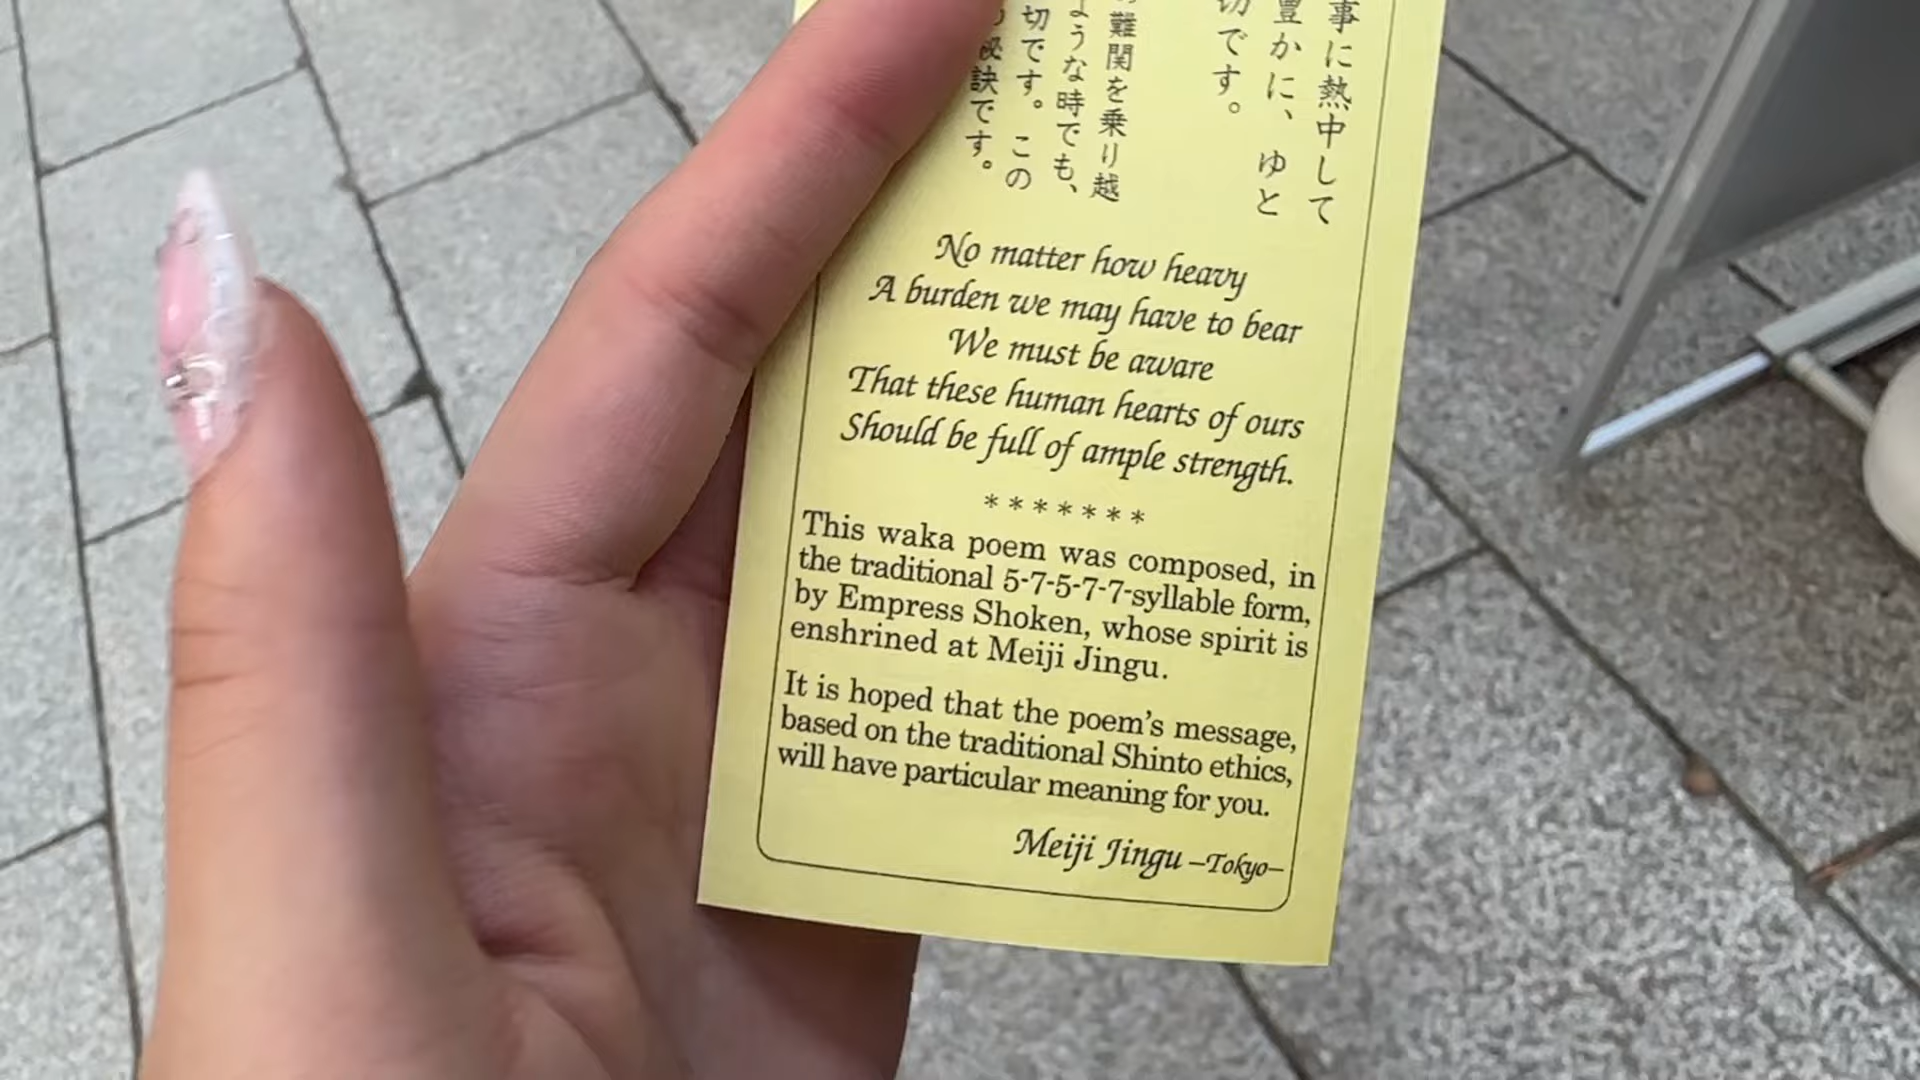 事に熱中して
豊かに、ゆと
切です。
難関を乗り越
ような時でも、
切です。この
秘訣です。
No matter how heavy
A burden we may have to bear
We must be aware
That these human hearts of ours
Should be full of ample strength.
*******
This waka poem was composed, in
the traditional 5-7-5-7-7-syllable form,
by Empress Shoken, whose spirit is
enshrined at Meiji Jingu.
It is hoped that the poem's message,
based on the traditional Shinto ethics,
will have particular meaning for you.
Meiji Jingu –Tokyo–